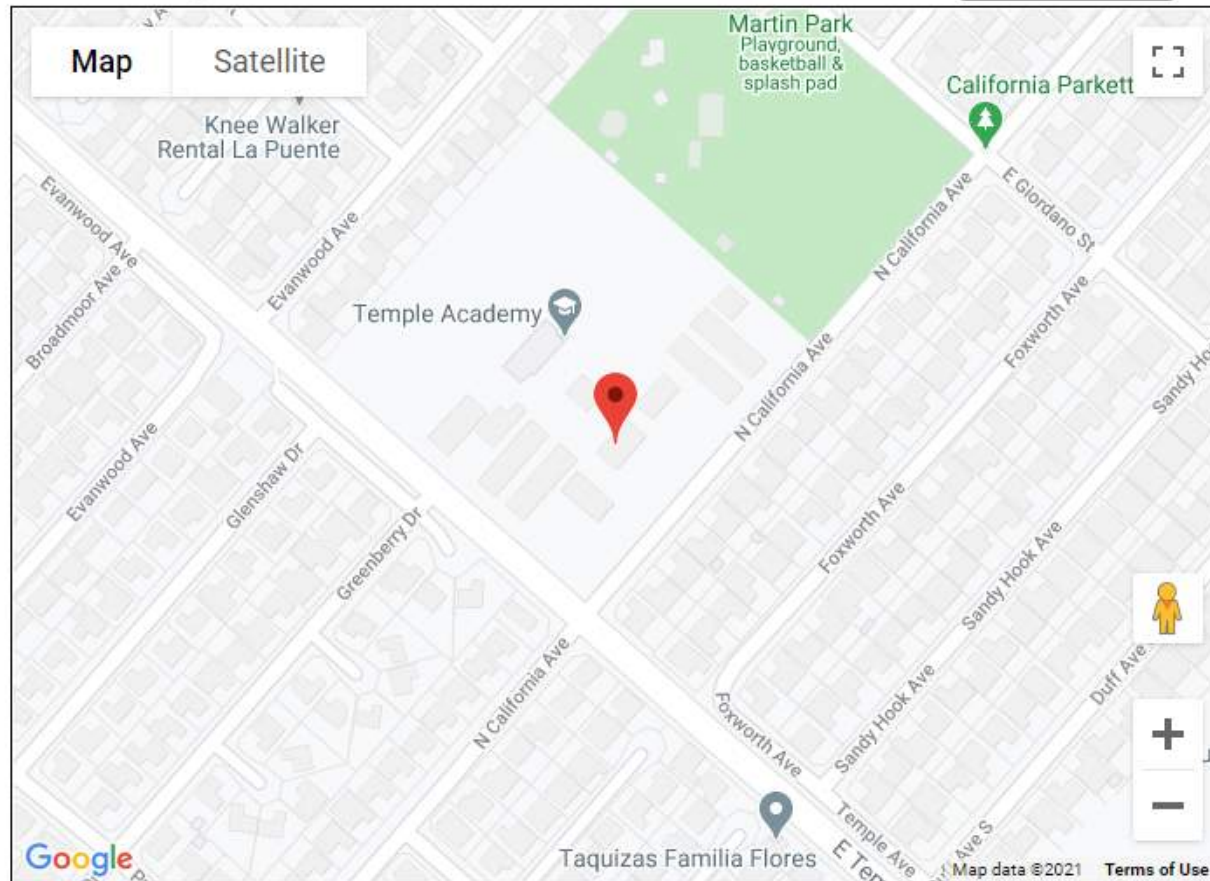 Map
Satellite
Martin Park
Playground,
basketball &
splash pad
California Parkett
Knee Walker
Rental La Puente
E Giordano St
N California Ave
Evanwood Ave
Evanwood Ave
Broadmoor Ave
Temple Academy
Foxworth Ave
Sandy Ho
N California Ave
Evanwood Ave
Glenshaw Dr
Greenberry Dr
Foxworth Ave
Sandy Hook Ave
N California Ave
Sandy Hook Ave
Duff Ave
Foxworth Ave
Temple Ave
Taquizas Familia Flores
E Tem
Ave S
Google
Map data ©2021
Terms of Use